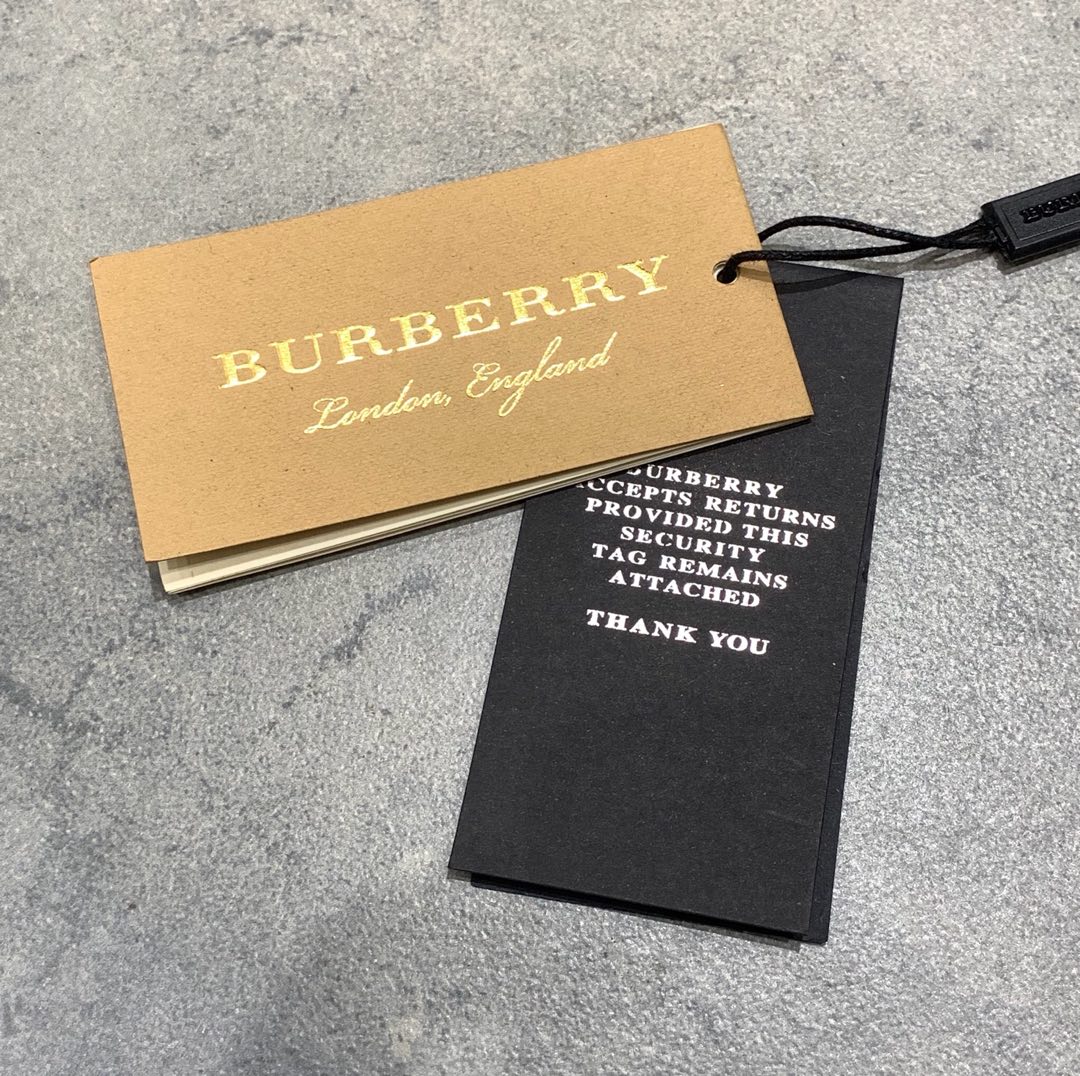 BURBERRY
London, England
BURBERRY
ACCEPTS RETURNS
PROVIDED THIS
SECURITY
TAG REMAINS
ATTACHED
THANK YOU